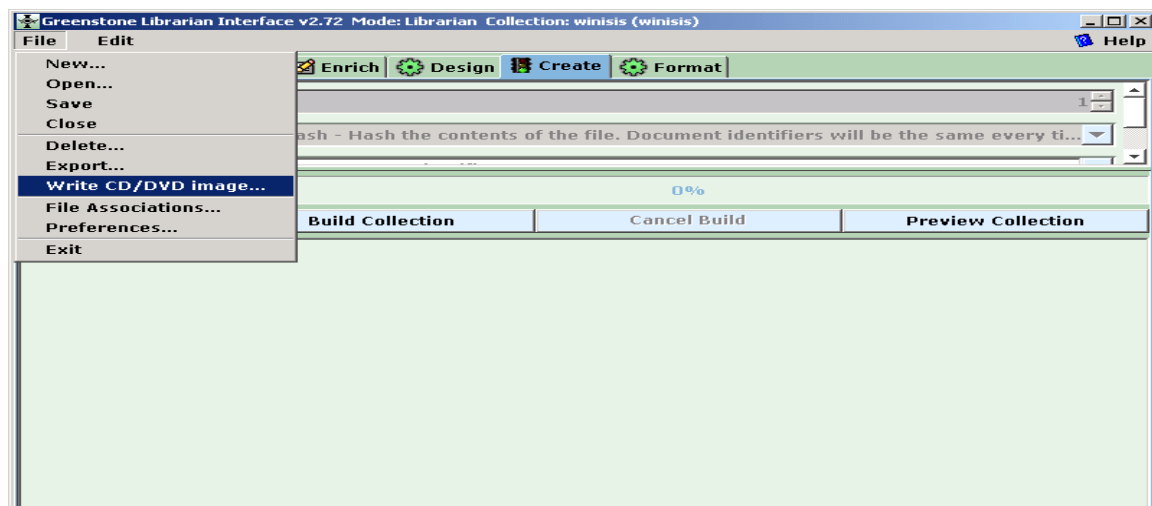 Greenstone Librarian Interface v2.72 Mode: Librarian Collection: winisis (winisis)
File Edit Help
New...
Open...
Save
Close
Delete...
Export...
Write CD/DVD image...
File Associations...
Preferences...
Exit
Enrich Design Create Format
1
ash - Hash the contents of the file. Document identifiers will be the same every ti...
0%
Build Collection Cancel Build Preview Collection